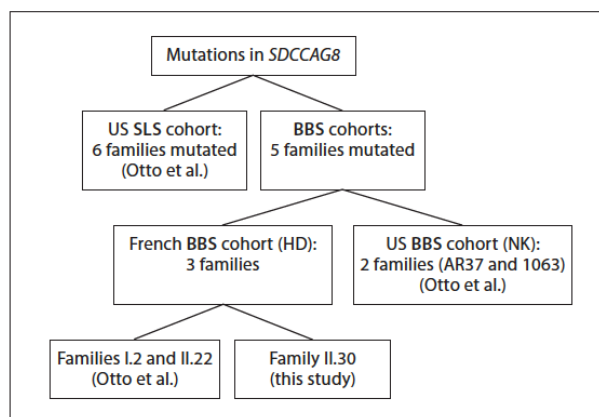 Mutations in SDCCAG8
US SLS cohort:
6 families mutated
(Otto et al.)
BBS cohorts:
5 families mutated
French BBS cohort (HD):
3 families
US BBS cohort (NK):
2 families (AR37 and 1063)
(Otto et al.)
Families I.2 and II.22
(Otto et al.)
Family II.30
(this study)